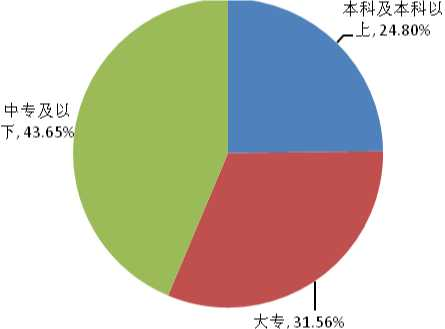 本科及本科以
上, 24.80%
中专及以
下, 43.65%
大专, 31.56%